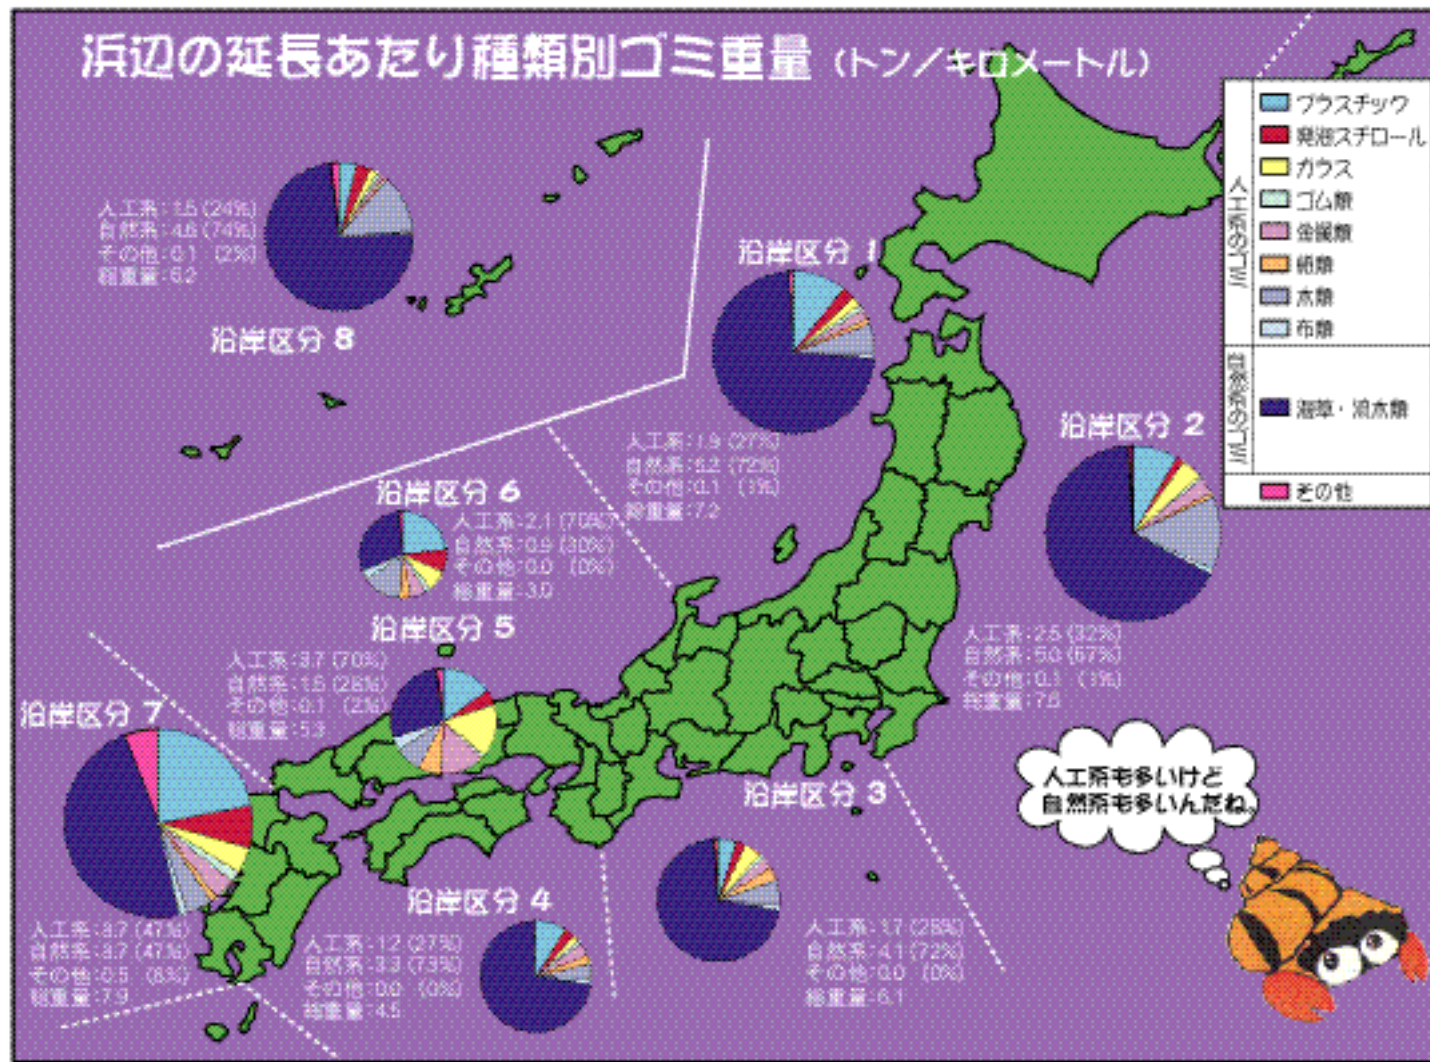 浜辺の延長あたり種類別ゴミ重量 (トン/キロメートル)
プラスチック
発泡スチロール
ガラス
ゴム類
金属類
紙類
木類
布類
人工系のゴミ
海草・流木類
自然系のゴミ
その他
人工系:1.5 (24%)
自然系:4.6 (74%)
その他:0.1 (2%)
総重量:6.2
沿岸区分 8
沿岸区分 1
人工系:1.9 (27%)
自然系:5.2 (72%)
その他:0.1 (1%)
総重量:7.2
沿岸区分 2
人工系:2.5 (32%)
自然系:5.0 (67%)
その他:0.1 (1%)
総重量:7.6
沿岸区分 6
人工系:2.1 (70%)
自然系:0.9 (30%)
その他:0.0 (0%)
総重量:3.0
沿岸区分 5
人工系:3.7 (70%)
自然系:1.5 (28%)
その他:0.1 (2%)
総重量:5.3
沿岸区分 7
人工系:3.7 (47%)
自然系:3.7 (47%)
その他:0.5 (6%)
総重量:7.9
沿岸区分 4
人工系:1.2 (27%)
自然系:3.3 (73%)
その他:0.0 (0%)
総重量:4.5
沿岸区分 3
人工系:1.7 (28%)
自然系:4.1 (72%)
その他:0.0 (0%)
総重量:6.1
人工系も多いけど
自然系も多いんだね。